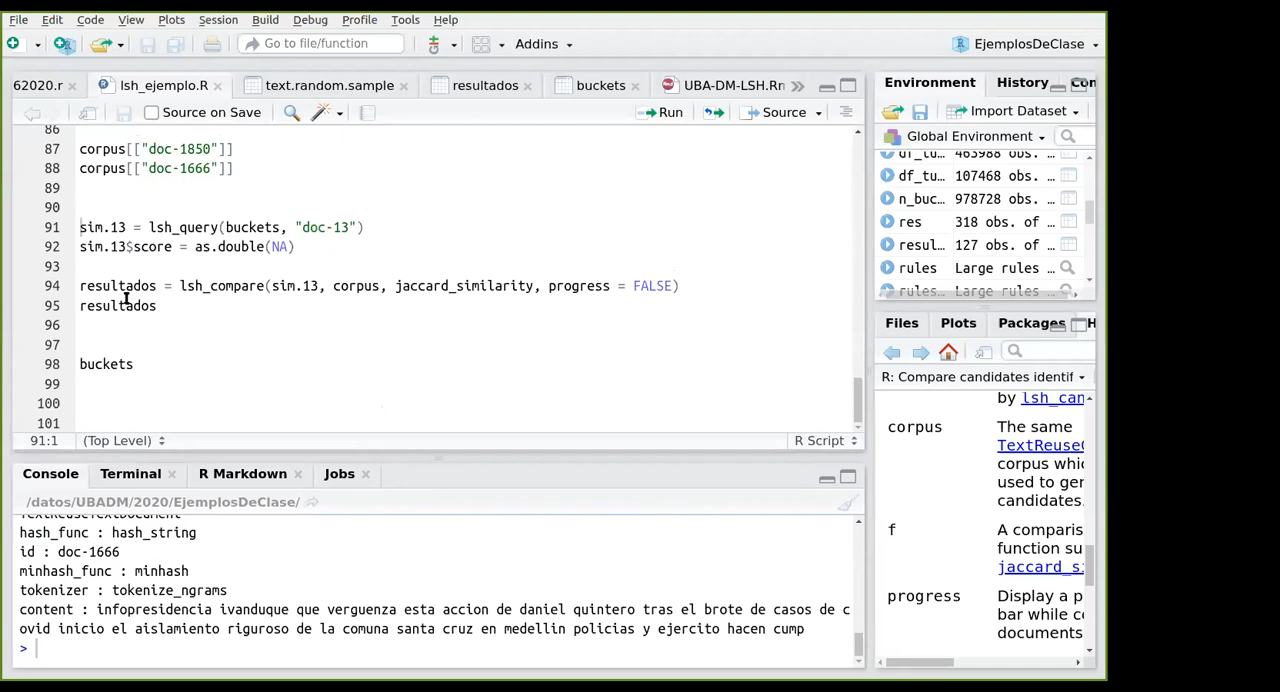 File Edit Code View Plots Session Build Debug Profile Tools Help
Go to file/function
Addins
EjemplosDeClase
62020.r
lsh_ejemplo.R
text.random.sample
resultados
buckets
UBA-DM-LSH.Rn
Source on Save
Run
Source
86
87 corpus[["doc-1850"]]
88 corpus[["doc-1666"]]
89
90
91 sim.13 = lsh_query(buckets, "doc-13")
92 sim.13$score = as.double(NA)
93
94 resultados = lsh_compare(sim.13, corpus, jaccard_similarity, progress = FALSE)
95 resultados
96
97
98 buckets
99
100
101
91:1 (Top Level) R Script
Console Terminal R Markdown Jobs
/datos/UBADM/2020/EjemplosDeClase/
TextReuseTextDocument
hash_func : hash_string
id : doc-1666
minhash_func : minhash
tokenizer : tokenize_ngrams
content : infopresidencia ivanduque que verguenza esta accion de daniel quintero tras el brote de casos de c
ovid inicio el aislamiento riguroso de la comuna santa cruz en medellin policias y ejercito hacen cump
>
Environment History Con
Import Dataset
Global Environment
df_tu… 463988 obs. …
df_tu… 107468 obs. …
n_buc… 978728 obs. …
res 318 obs. of …
resul… 127 obs. of …
rules Large rules …
rules… Large rules …
Files Plots Packages H
R: Compare candidates identif
by lsh_can
corpus The same
TextReuseC
corpus whic
used to ger
candidates.
f A comparis
function su
jaccard_si
progress Display a p
bar while co
documents